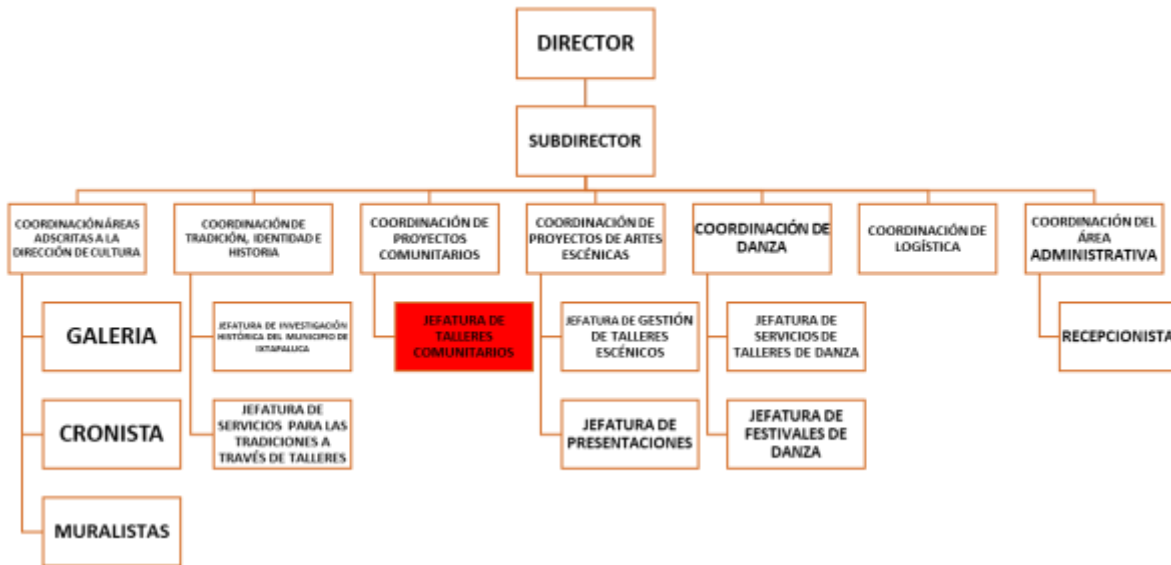 DIRECTOR
SUBDIRECTOR
COORDINACIÓN ÁREAS
ADSCRITAS A LA
DIRECCIÓN DE CULTURA
COORDINACIÓN DE
TRADICIÓN, IDENTIDAD E
HISTORIA
COORDINACIÓN DE
PROYECTOS
COMUNITARIOS
COORDINACIÓN DE
PROYECTOS DE ARTES
ESCÉNICAS
COORDINACIÓN DE
DANZA
COORDINACIÓN DE
LOGÍSTICA
COORDINACIÓN DEL
ÁREA
ADMINISTRATIVA
GALERIA
JEFATURA DE INVESTIGACIÓN
HISTÓRICA DEL MUNICIPIO DE
IXTAPALUCA
JEFATURA DE
TALLERES
COMUNITARIOS
JEFATURA DE GESTIÓN
DE TALLERES
ESCÉNICOS
JEFATURA DE
SERVICIOS DE
TALLERES DE DANZA
RECEPCIONISTA
CRONISTA
JEFATURA DE
SERVICIOS PARA LAS
TRADICIONES A
TRAVÉS DE TALLERES
JEFATURA DE
PRESENTACIONES
JEFATURA DE
FESTIVALES DE
DANZA
MURALISTAS